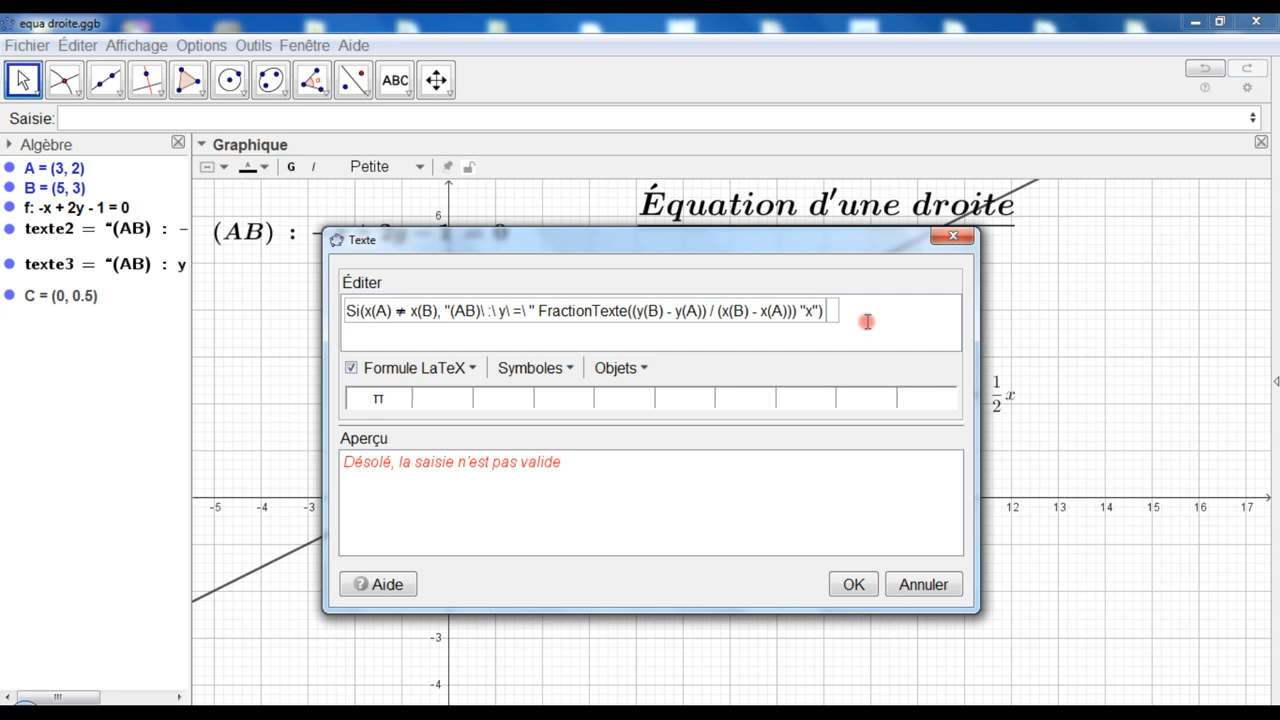 equa droite.ggb
Fichier Éditer Affichage Options Outils Fenêtre Aide
ABC
Saisie:
Algèbre
Graphique
A = (3, 2)
B = (5, 3)
f: -x + 2y - 1 = 0
texte2 = “(AB) : -
texte3 = “(AB) : y
C = (0, 0.5)
G I Petite
Équation d'une droite
(AB) : -x + 2y - 1 = 0
6
Texte
Éditer
Si(x(A) ≠ x(B), "(AB)\ :\ y\ =\ " FractionTexte((y(B) - y(A)) / (x(B) - x(A))) "x")
Formule LaTeX Symboles Objets
π
Aperçu
Désolé, la saisie n'est pas valide
Aide OK Annuler
1
2 x
-5 -4 -3 12 13 14 15 16 17
-3
-4